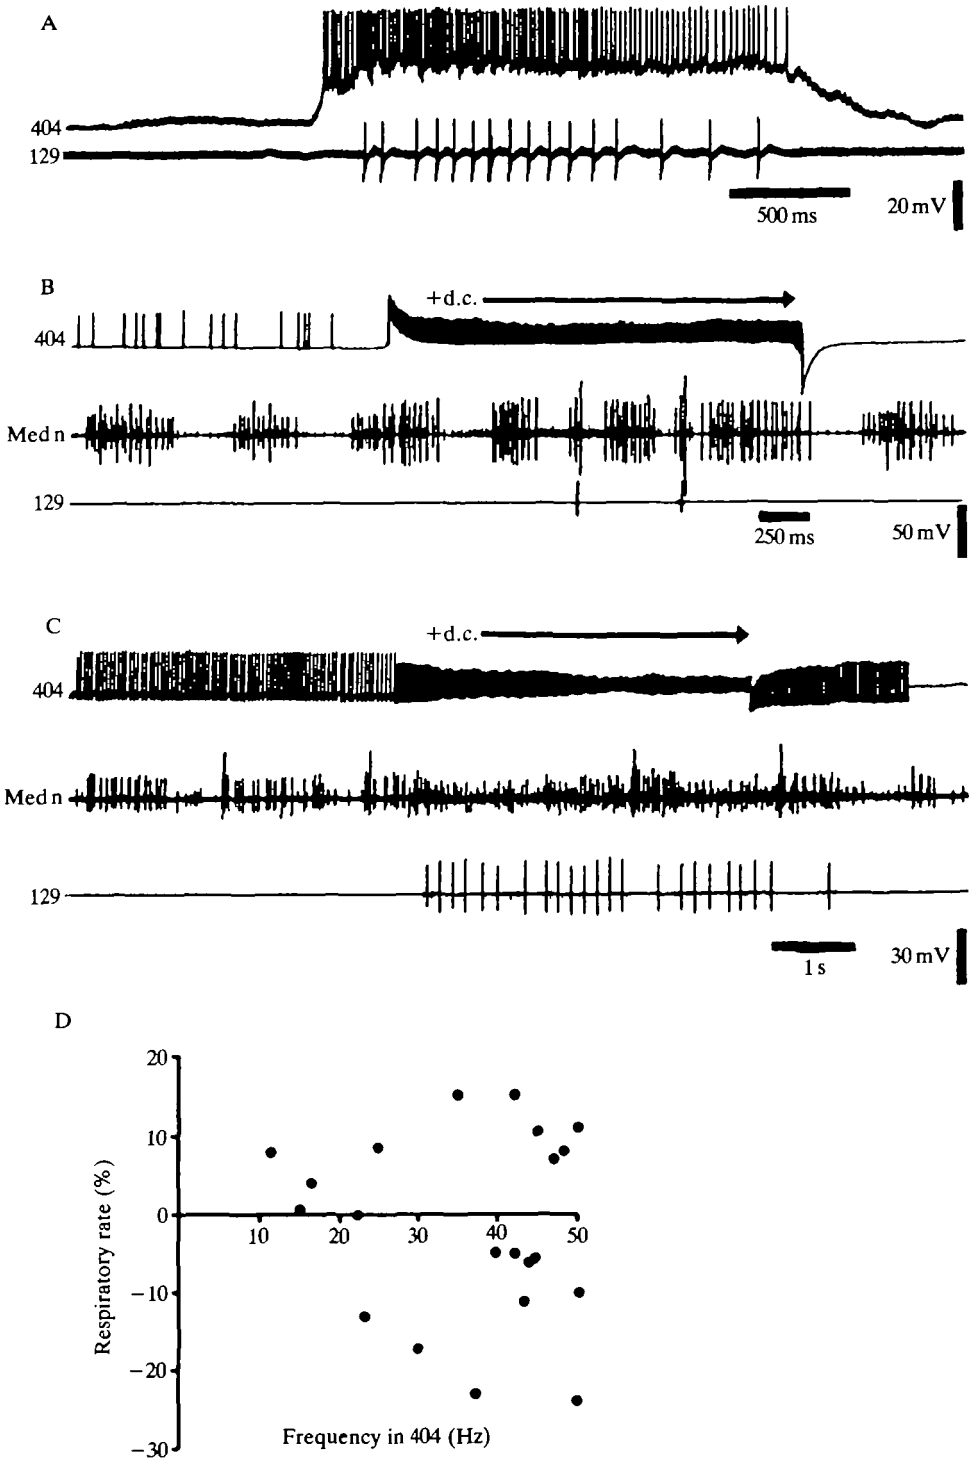 A
404
129
500 ms
20 mV
B
+d.c.
404
Med n
129
250 ms
50 mV
C
+d.c.
404
Med n
129
1 s
30 mV
D
20
10
0
10 20 30 40 50
−10
−20
−30
Respiratory rate (%)
Frequency in 404 (Hz)